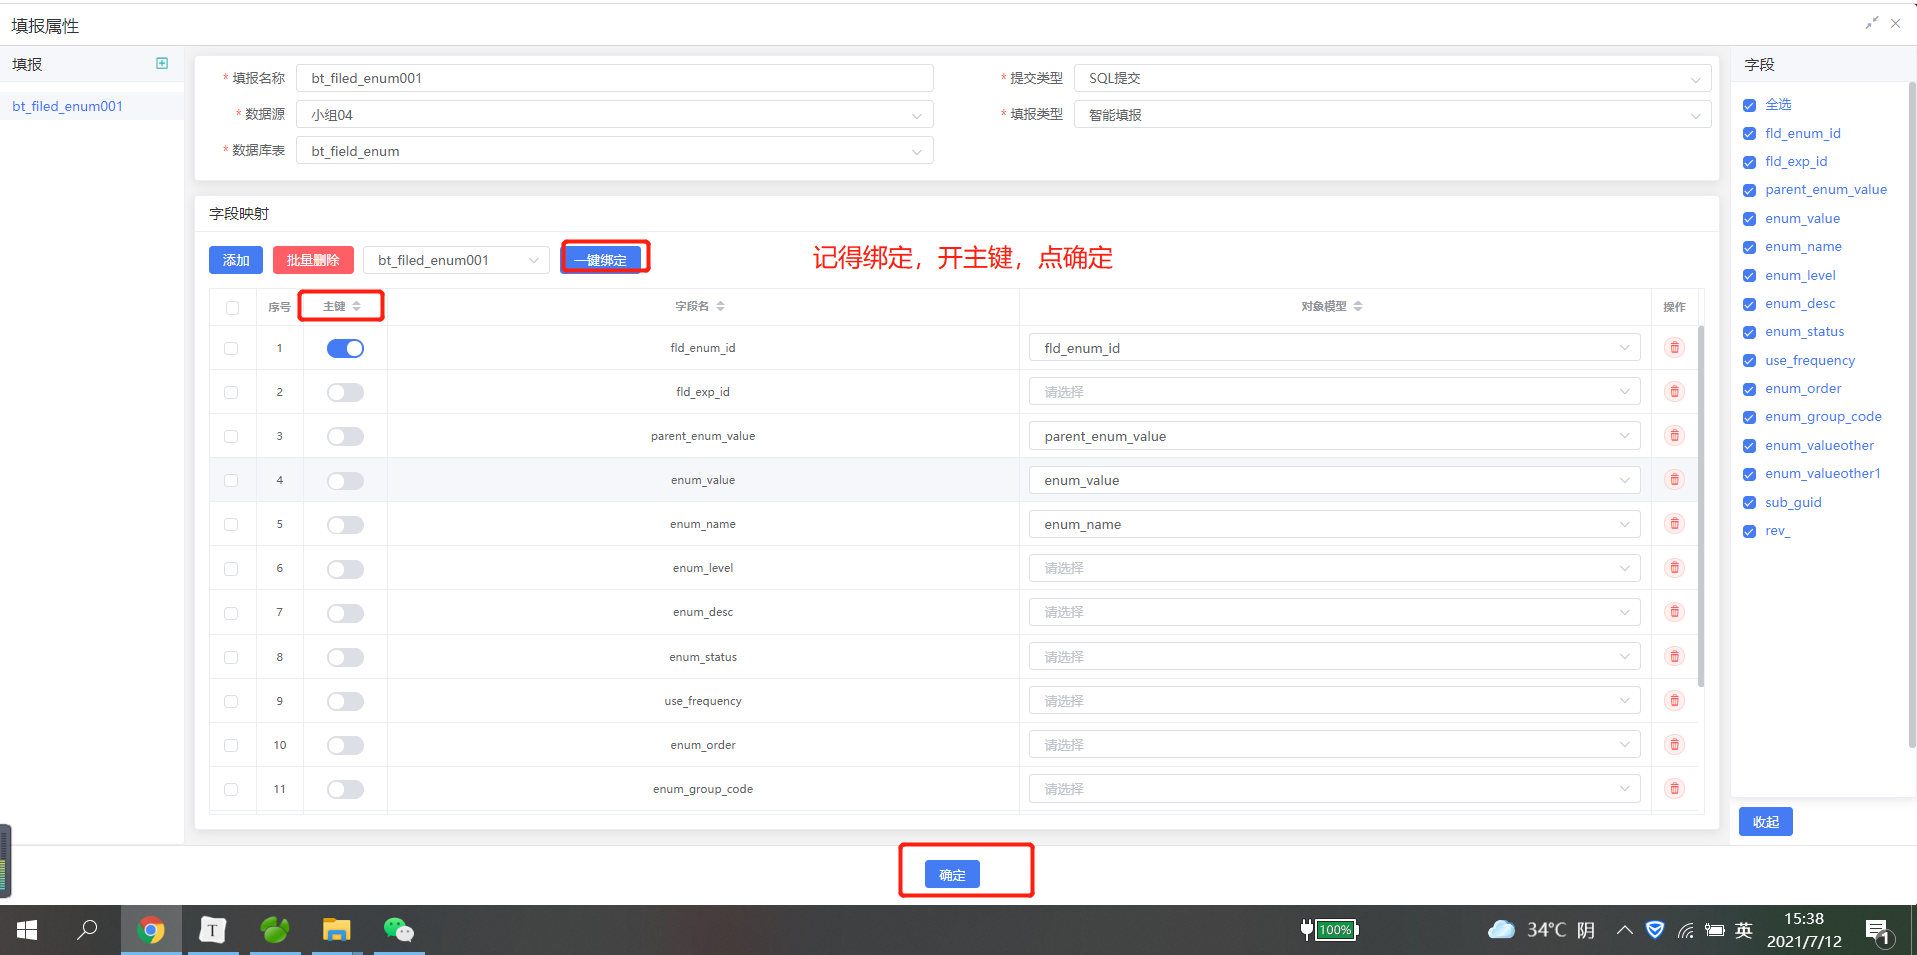 填报属性
填报
bt_filed_enum001
* 填报名称 bt_filed_enum001 * 提交类型 SQL提交
* 数据源 小组04 * 填报类型 智能填报
* 数据库表 bt_field_enum
字段映射
添加 批量删除 bt_filed_enum001 一键绑定 记得绑定，开主键，点确定
序号 主键 字段名 对象模型 操作
1 fld_enum_id fld_enum_id
2 fld_exp_id 请选择
3 parent_enum_value parent_enum_value
4 enum_value enum_value
5 enum_name enum_name
6 enum_level 请选择
7 enum_desc 请选择
8 enum_status 请选择
9 use_frequency 请选择
10 enum_order 请选择
11 enum_group_code 请选择
确定
字段
全选
fld_enum_id
fld_exp_id
parent_enum_value
enum_value
enum_name
enum_level
enum_desc
enum_status
use_frequency
enum_order
enum_group_code
enum_valueother
enum_valueother1
sub_guid
rev_
收起
T 100% 34°C 阴 英 15:38
2021/7/12 1